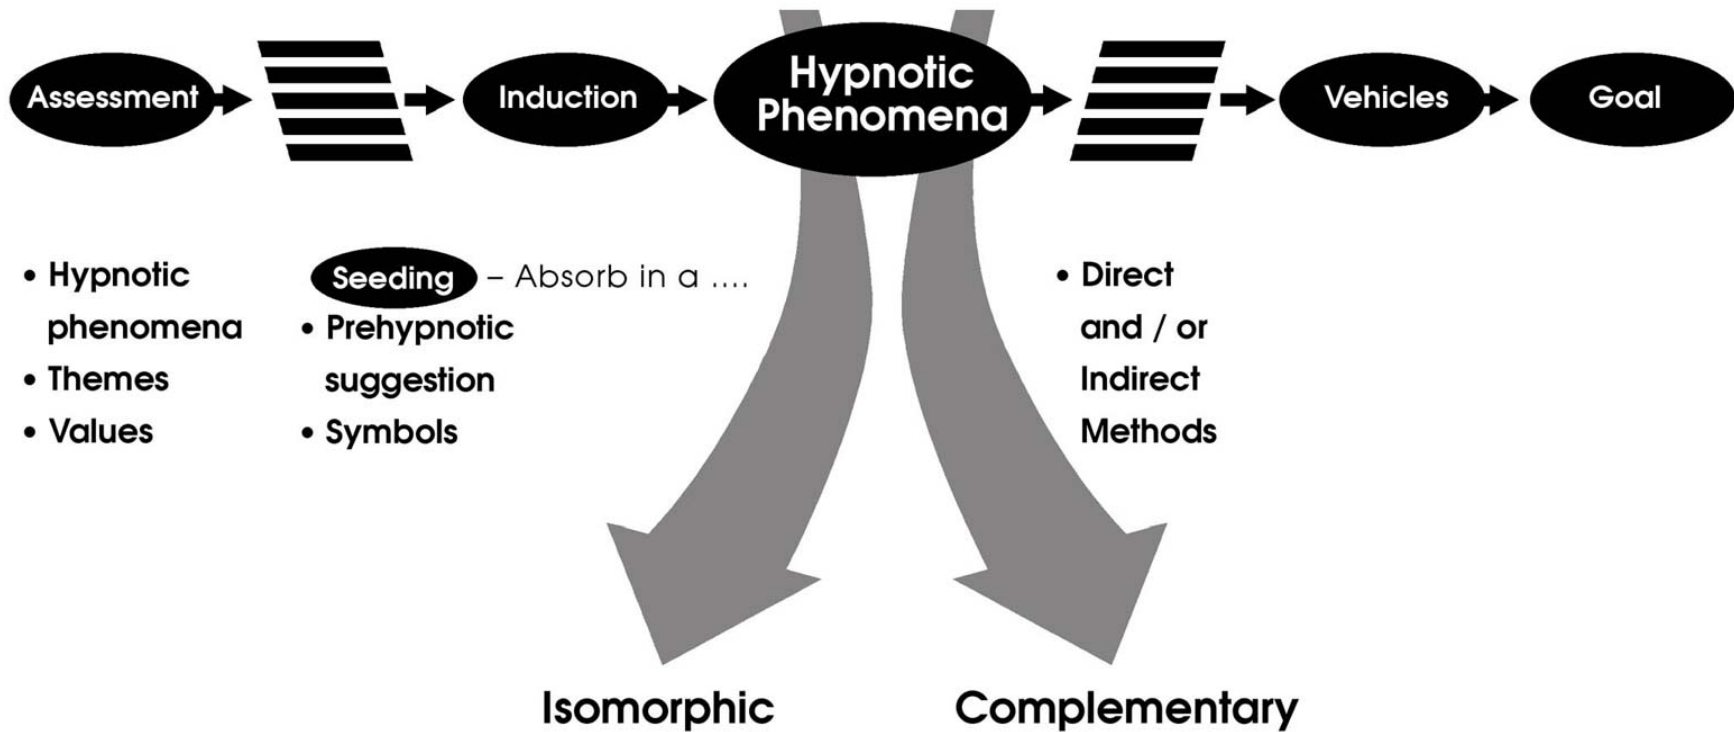 Assessment
Induction
Hypnotic
Phenomena
Vehicles
Goal
• Hypnotic
phenomena
• Themes
• Values
Seeding – Absorb in a ....
• Prehypnotic
suggestion
• Symbols
• Direct
and / or
Indirect
Methods
Isomorphic
Complementary